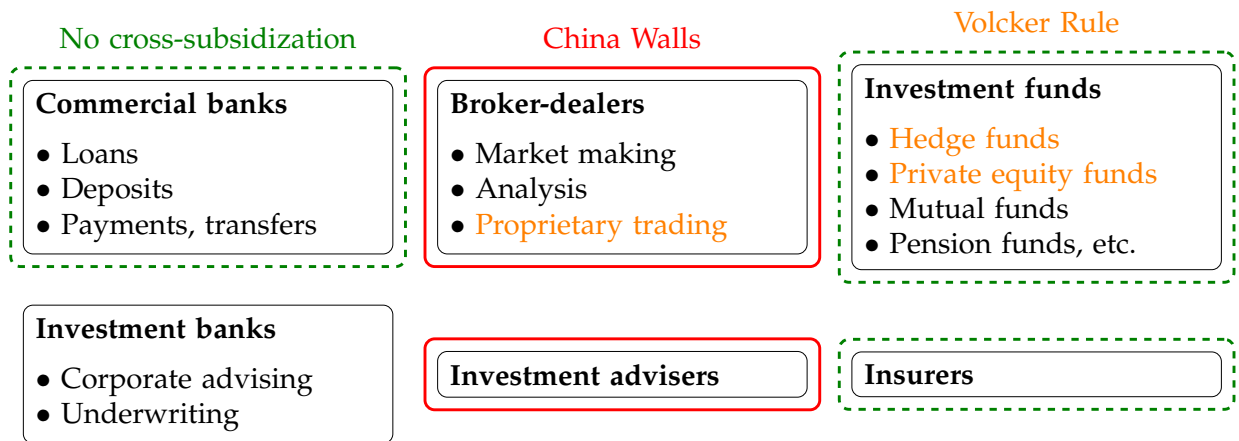 No cross-subsidization
China Walls
Volcker Rule
Commercial banks
• Loans
• Deposits
• Payments, transfers
Broker-dealers
• Market making
• Analysis
• Proprietary trading
Investment funds
• Hedge funds
• Private equity funds
• Mutual funds
• Pension funds, etc.
Investment banks
• Corporate advising
• Underwriting
Investment advisers
Insurers